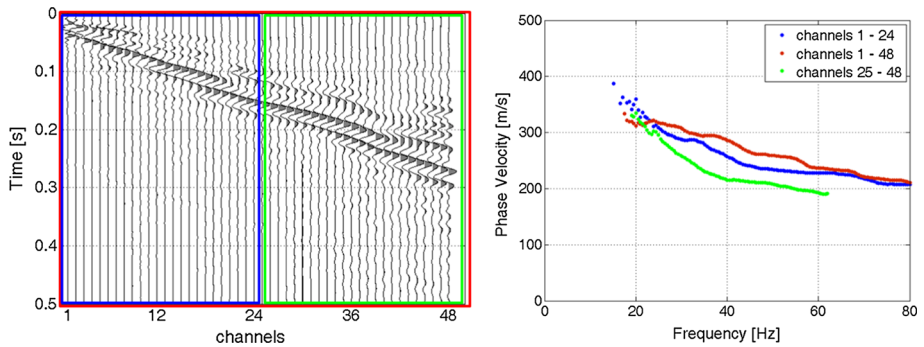 0
0.1
0.2
0.3
0.4
0.5
Time [s]
1 12 24 36 48
channels
500
400
300
200
100
0
Phase Velocity [m/s]
channels 1 - 24
channels 1 - 48
channels 25 - 48
0 20 40 60 80
Frequency [Hz]